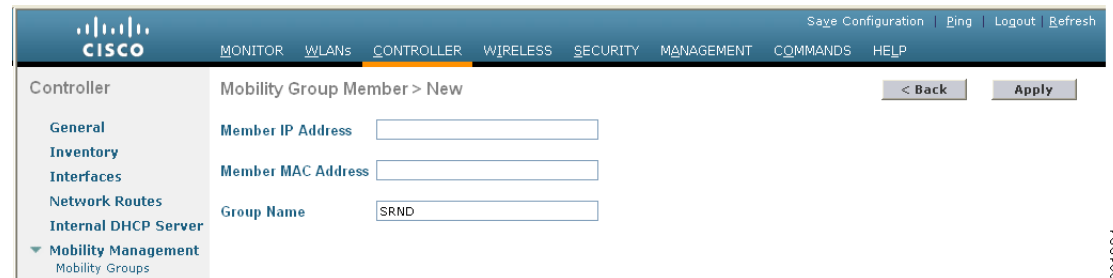 Save Configuration | Ping | Logout | Refresh
CISCO
MONITOR WLANs CONTROLLER WIRELESS SECURITY MANAGEMENT COMMANDS HELP
Controller
Mobility Group Member > New
< Back
Apply
General
Inventory
Interfaces
Network Routes
Internal DHCP Server
Mobility Management
Mobility Groups
Member IP Address
Member MAC Address
Group Name SRND